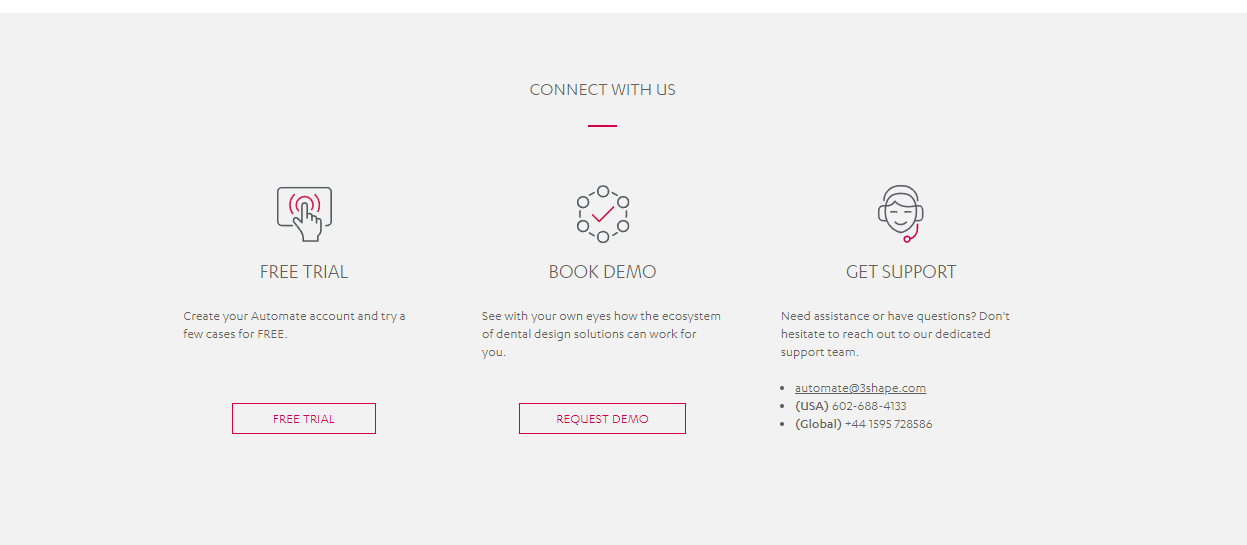 CONNECT WITH US
FREE TRIAL
Create your Automate account and try a
few cases for FREE.
FREE TRIAL
BOOK DEMO
See with your own eyes how the ecosystem
of dental design solutions can work for
you.
REQUEST DEMO
GET SUPPORT
Need assistance or have questions? Don't
hesitate to reach out to our dedicated
support team.
• automate@3shape.com
• (USA) 602-688-4133
• (Global) +44 1595 728586